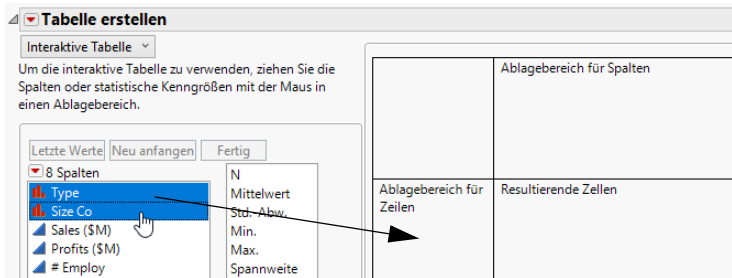 Tabelle erstellen
Interaktive Tabelle
Um die interaktive Tabelle zu verwenden, ziehen Sie die
Spalten oder statistische Kenngrößen mit der Maus in
einen Ablagebereich.
Letzte Werte Neu anfangen Fertig
8 Spalten
Type
Size Co
Sales ($M)
Profits ($M)
# Employ
N
Mittelwert
Std.-Abw.
Min.
Max.
Spannweite
Ablagebereich für Spalten
Ablagebereich für
Zeilen
Resultierende Zellen